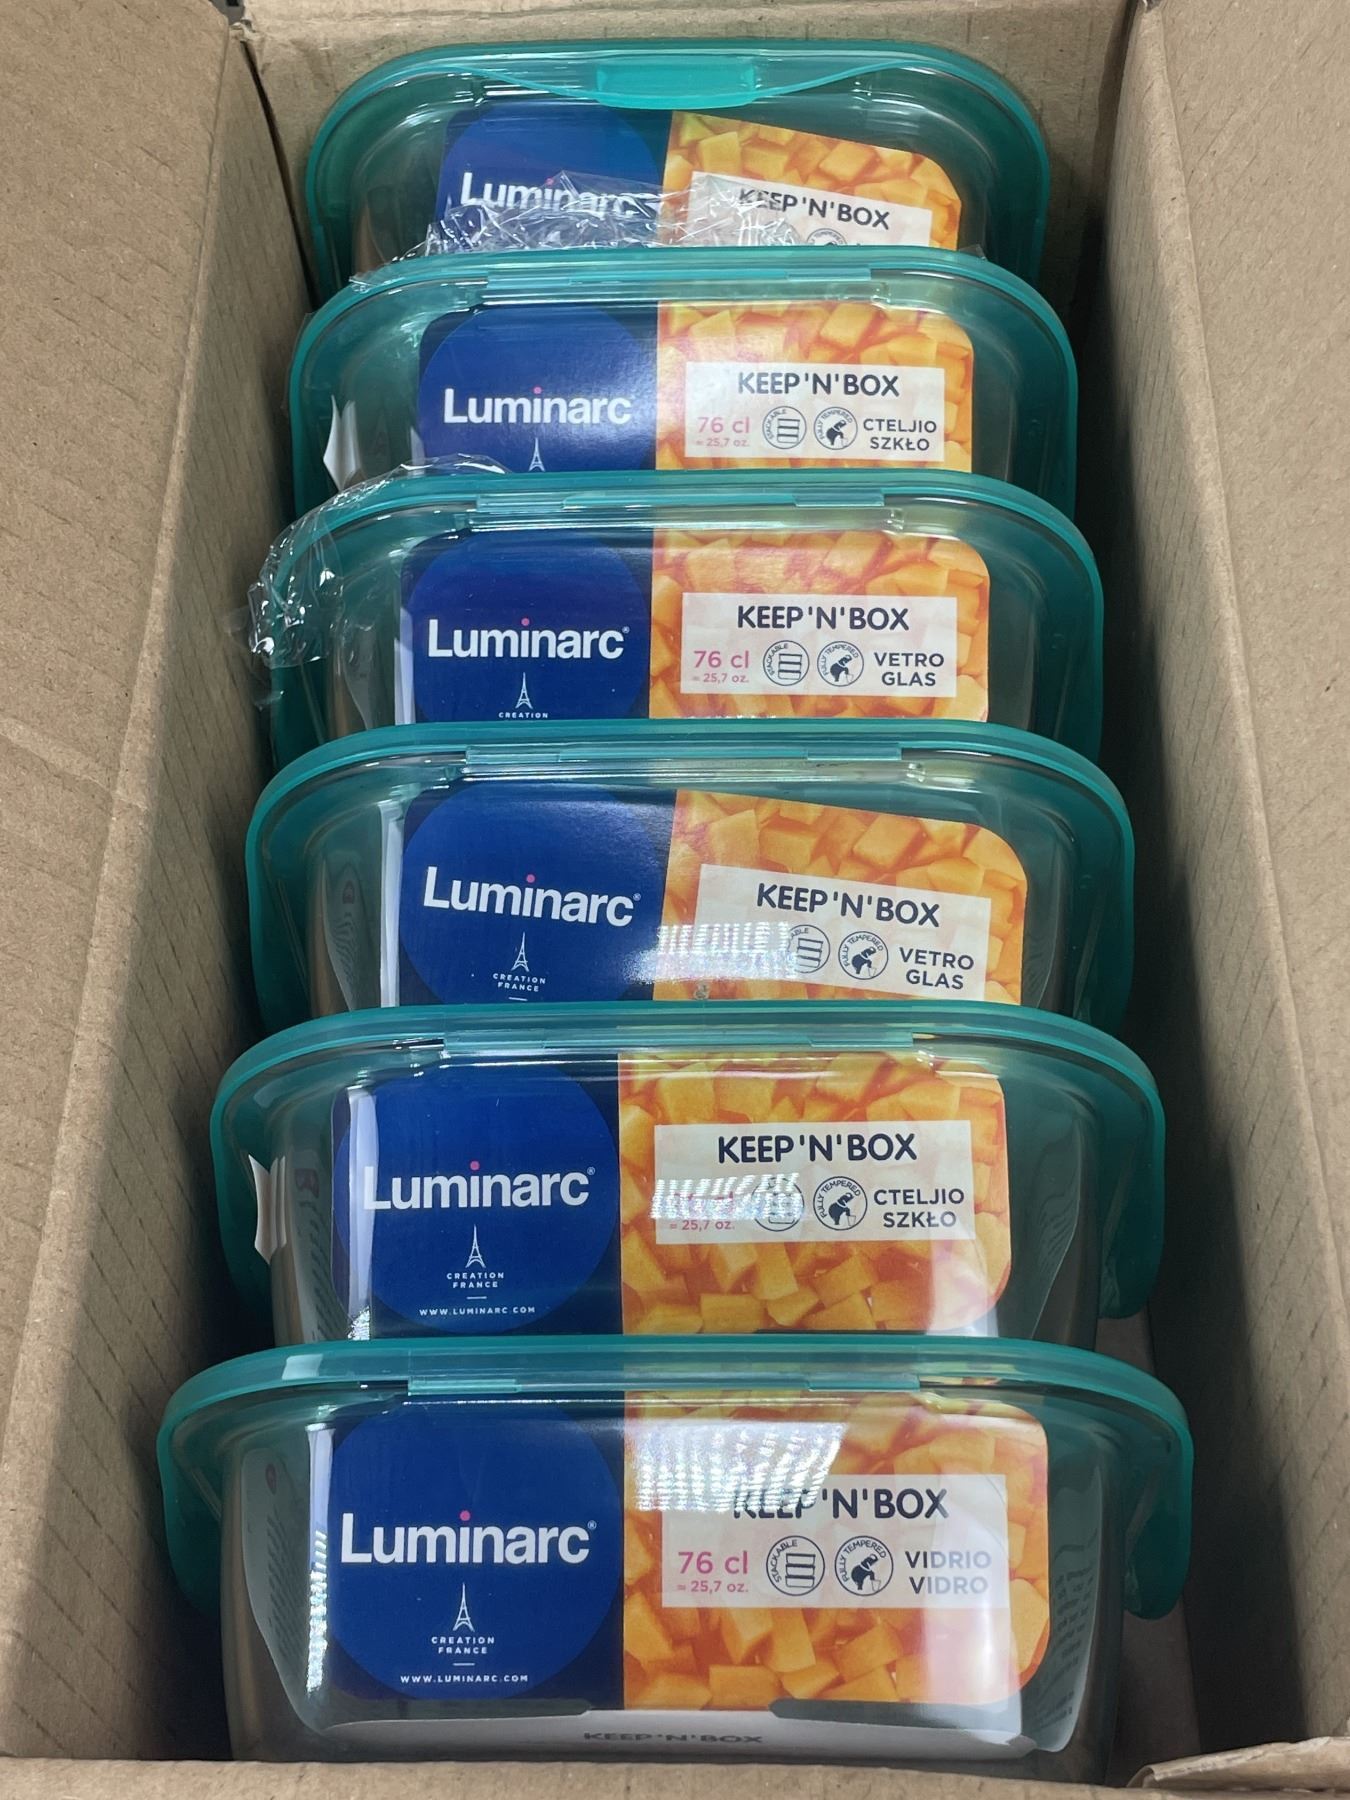 Luminarc
KEEP'N'BOX
Luminarc
KEEP'N'BOX
76 cl
≈ 25,7 oz.
STACKABLE
FULLY TEMPERED
CTELJIO
SZKŁO
Luminarc®
CREATION
KEEP'N'BOX
76 cl
≈ 25,7 oz.
STACKABLE
FULLY TEMPERED
VETRO
GLAS
Luminarc®
CREATION
FRANCE
KEEP'N'BOX
FULLY TEMPERED
VETRO
GLAS
Luminarc®
CREATION
FRANCE
WWW.LUMINARC.COM
KEEP'N'BOX
≈ 25,7 oz.
FULLY TEMPERED
CTELJIO
SZKŁO
Luminarc®
CREATION
FRANCE
WWW.LUMINARC.COM
KEEP'N'BOX
76 cl
≈ 25,7 oz.
STACKABLE
FULLY TEMPERED
VIDRIO
VIDRO
KEEP'N'BOX